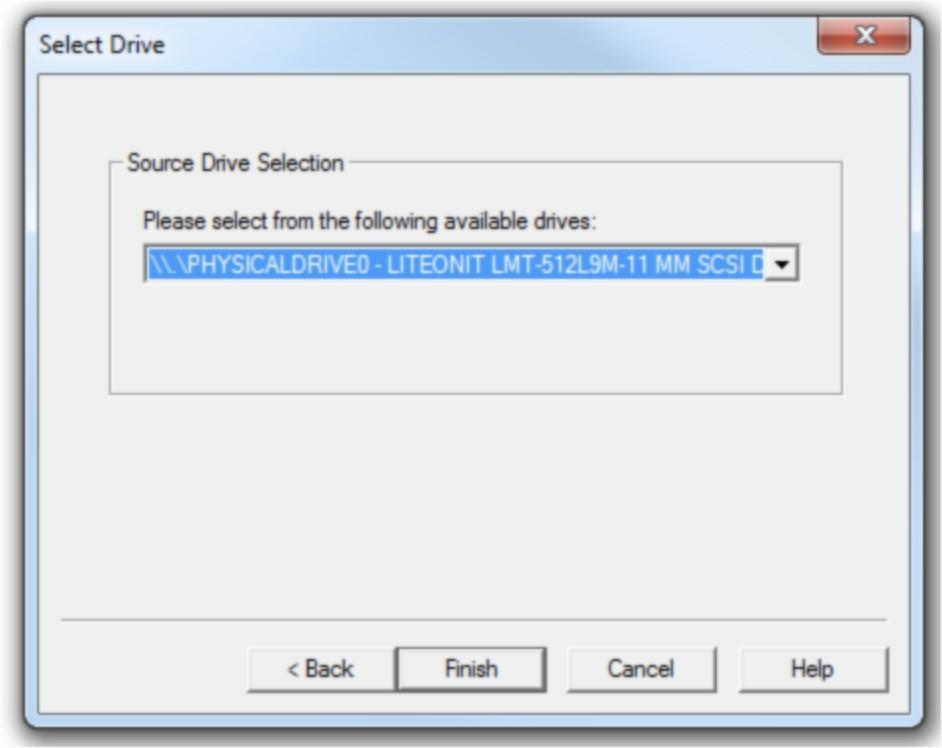 Select Drive
Source Drive Selection
Please select from the following available drives:
\\.\PHYSICALDRIVE0 - LITEONIT LMT-512L9M-11 MM SCSI D
< Back
Finish
Cancel
Help